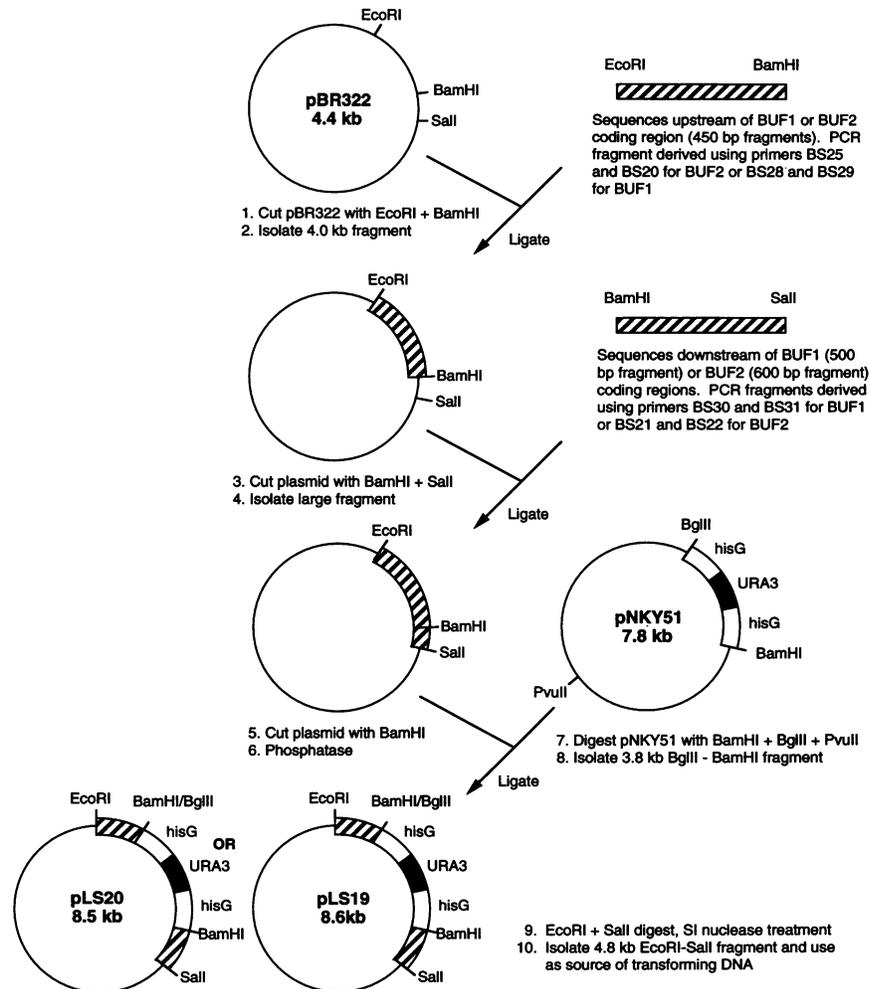 EcoRI
pBR322
4.4 kb
BamHI
SalI
EcoRI BamHI
Sequences upstream of BUF1 or BUF2
coding region (450 bp fragments). PCR
fragment derived using primers BS25
and BS20 for BUF2 or BS28 and BS29
for BUF1
1. Cut pBR322 with EcoRI + BamHI
2. Isolate 4.0 kb fragment
Ligate
EcoRI
BamHI
SalI
BamHI SalI
Sequences downstream of BUF1 (500
bp fragment) or BUF2 (600 bp fragment)
coding regions. PCR fragments derived
using primers BS30 and BS31 for BUF1
or BS21 and BS22 for BUF2
3. Cut plasmid with BamHI + SalI
4. Isolate large fragment
Ligate
EcoRI
BamHI
SalI
BglII
hisG
URA3
pNKY51
7.8 kb
hisG
BamHI
PvuII
5. Cut plasmid with BamHI
6. Phosphatase
7. Digest pNKY51 with BamHI + BglII + PvuII
8. Isolate 3.8 kb BglII - BamHI fragment
Ligate
EcoRI
BamHI/BglII
hisG
OR
URA3
pLS20
8.5 kb
hisG
BamHI
SalI
EcoRI
BamHI/BglII
hisG
URA3
pLS19
8.6kb
hisG
BamHI
SalI
9. EcoRI + SalI digest, SI nuclease treatment
10. Isolate 4.8 kb EcoRI-SalI fragment and use
as source of transforming DNA